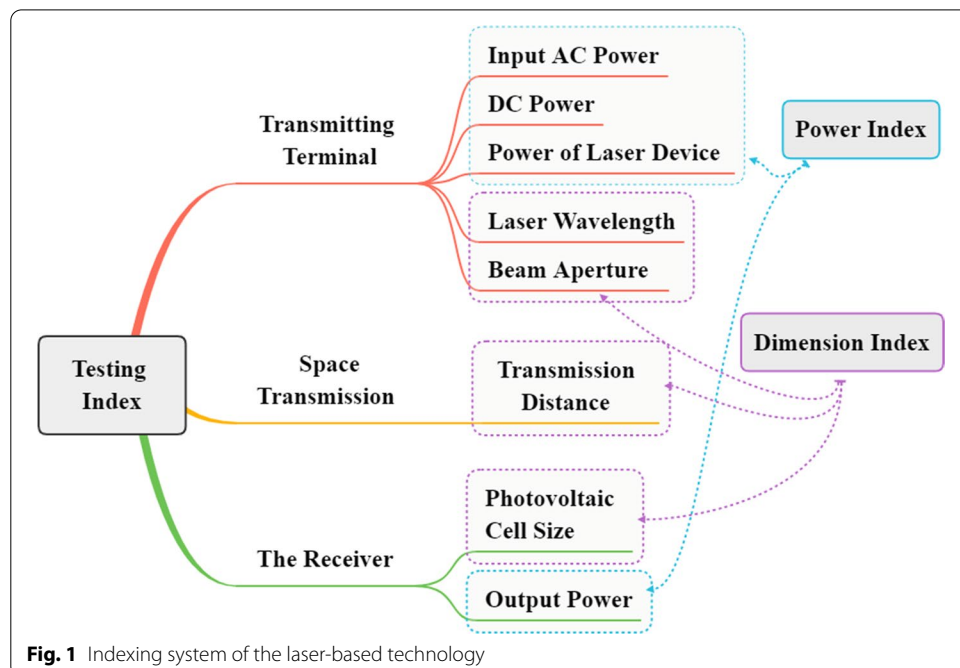 Input AC Power
DC Power
Power of Laser Device
Transmitting
Terminal
Power Index
Laser Wavelength
Beam Aperture
Testing
Index
Space
Transmission
Transmission
Distance
Dimension Index
Photovoltaic
Cell Size
The Receiver
Output Power
Fig. 1 Indexing system of the laser-based technology